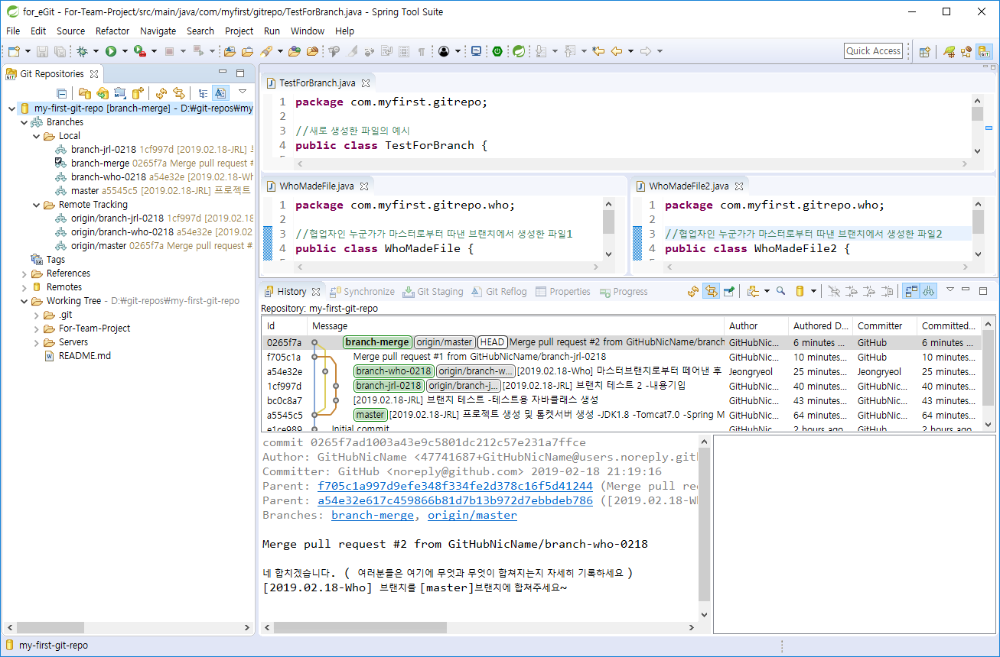 for_eGit - For-Team-Project/src/main/java/com/myfirst/gitrepo/TestForBranch.java - Spring Tool Suite
File Edit Source Refactor Navigate Search Project Run Window Help
Quick Access
Git Repositories
my-first-git-repo [branch-merge] - D:₩git-repos₩my
Branches
Local
branch-jrl-0218 1cf997d [2019.02.18-JRL]
branch-merge 0265f7a Merge pull request #
branch-who-0218 a54e32e [2019.02.18-Wh
master a5545c5 [2019.02.18-JRL] 프로젝트
Remote Tracking
origin/branch-jrl-0218 1cf997d [2019.02.18
origin/branch-who-0218 a54e32e [2019.02
origin/master 0265f7a Merge pull request #
Tags
References
Remotes
Working Tree - D:₩git-repos₩my-first-git-repo
.git
For-Team-Project
Servers
README.md
TestForBranch.java
1 package com.myfirst.gitrepo;
2
3 //새로 생성한 파일의 예시
4 public class TestForBranch {
WhoMadeFile.java
1 package com.myfirst.gitrepo.who;
2
3 //협업자인 누군가가 마스터로부터 따낸 브랜치에서 생성한 파일1
4 public class WhoMadeFile {
WhoMadeFile2.java
1 package com.myfirst.gitrepo.who;
2
3 //협업자인 누군가가 마스터로부터 따낸 브랜치에서 생성한 파일2
4 public class WhoMadeFile2 {
History Synchronize Git Staging Git Reflog Properties Progress
Repository: my-first-git-repo
Id Message Author Authored D... Committer Committed...
0265f7a branch-merge origin/master HEAD Merge pull request #2 from GitHubNicName/branch GitHubNic... 6 minutes ... GitHub 6 minutes ...
f705c1a Merge pull request #1 from GitHubNicName/branch-jrl-0218 GitHubNic... 10 minutes... GitHub 10 minutes...
a54e32e branch-who-0218 origin/branch-w... [2019.02.18-Who] 마스터브랜치로부터 떼어낸 후 Jeongryeol 25 minutes... Jeongryeol 25 minutes...
1cf997d branch-jrl-0218 origin/branch-j... [2019.02.18-JRL] 브랜치 테스트 2 -내용기입 GitHubNic... 40 minutes... GitHubNic... 40 minutes...
bc0c8a7 [2019.02.18-JRL] 브랜치 테스트 -테스트용 자바클래스 생성 GitHubNic... 43 minutes... GitHubNic... 43 minutes...
a5545c5 master [2019.02.18-JRL] 프로젝트 생성 및 톰켓서버 생성 -JDK1.8 -Tomcat7.0 -Spring M GitHubNic... 64 minutes... GitHubNic... 64 minutes...
e1ce989 Initial commit GitHubNic... 2 hours ago GitHub 2 hours ago
commit 0265f7ad1003a43e9c5801dc212c57e231a7ffce
Author: GitHubNicName <47741687+GitHubNicName@users.noreply.gith
Committer: GitHub <noreply@github.com> 2019-02-18 21:19:16
Parent: f705c1a997d9efe348f334fe2d378c16f5d41244 (Merge pull rec
Parent: a54e32e617c459866b81d7b13b972d7ebbdeb786 ([2019.02.18-Wh
Branches: branch-merge, origin/master
Merge pull request #2 from GitHubNicName/branch-who-0218
네 합치겠습니다. ( 여러분들은 여기에 무엇과 무엇이 합쳐지는지 자세히 기록하세요 )
[2019.02.18-Who] 브랜치를 [master]브랜치에 합쳐주세요~
my-first-git-repo